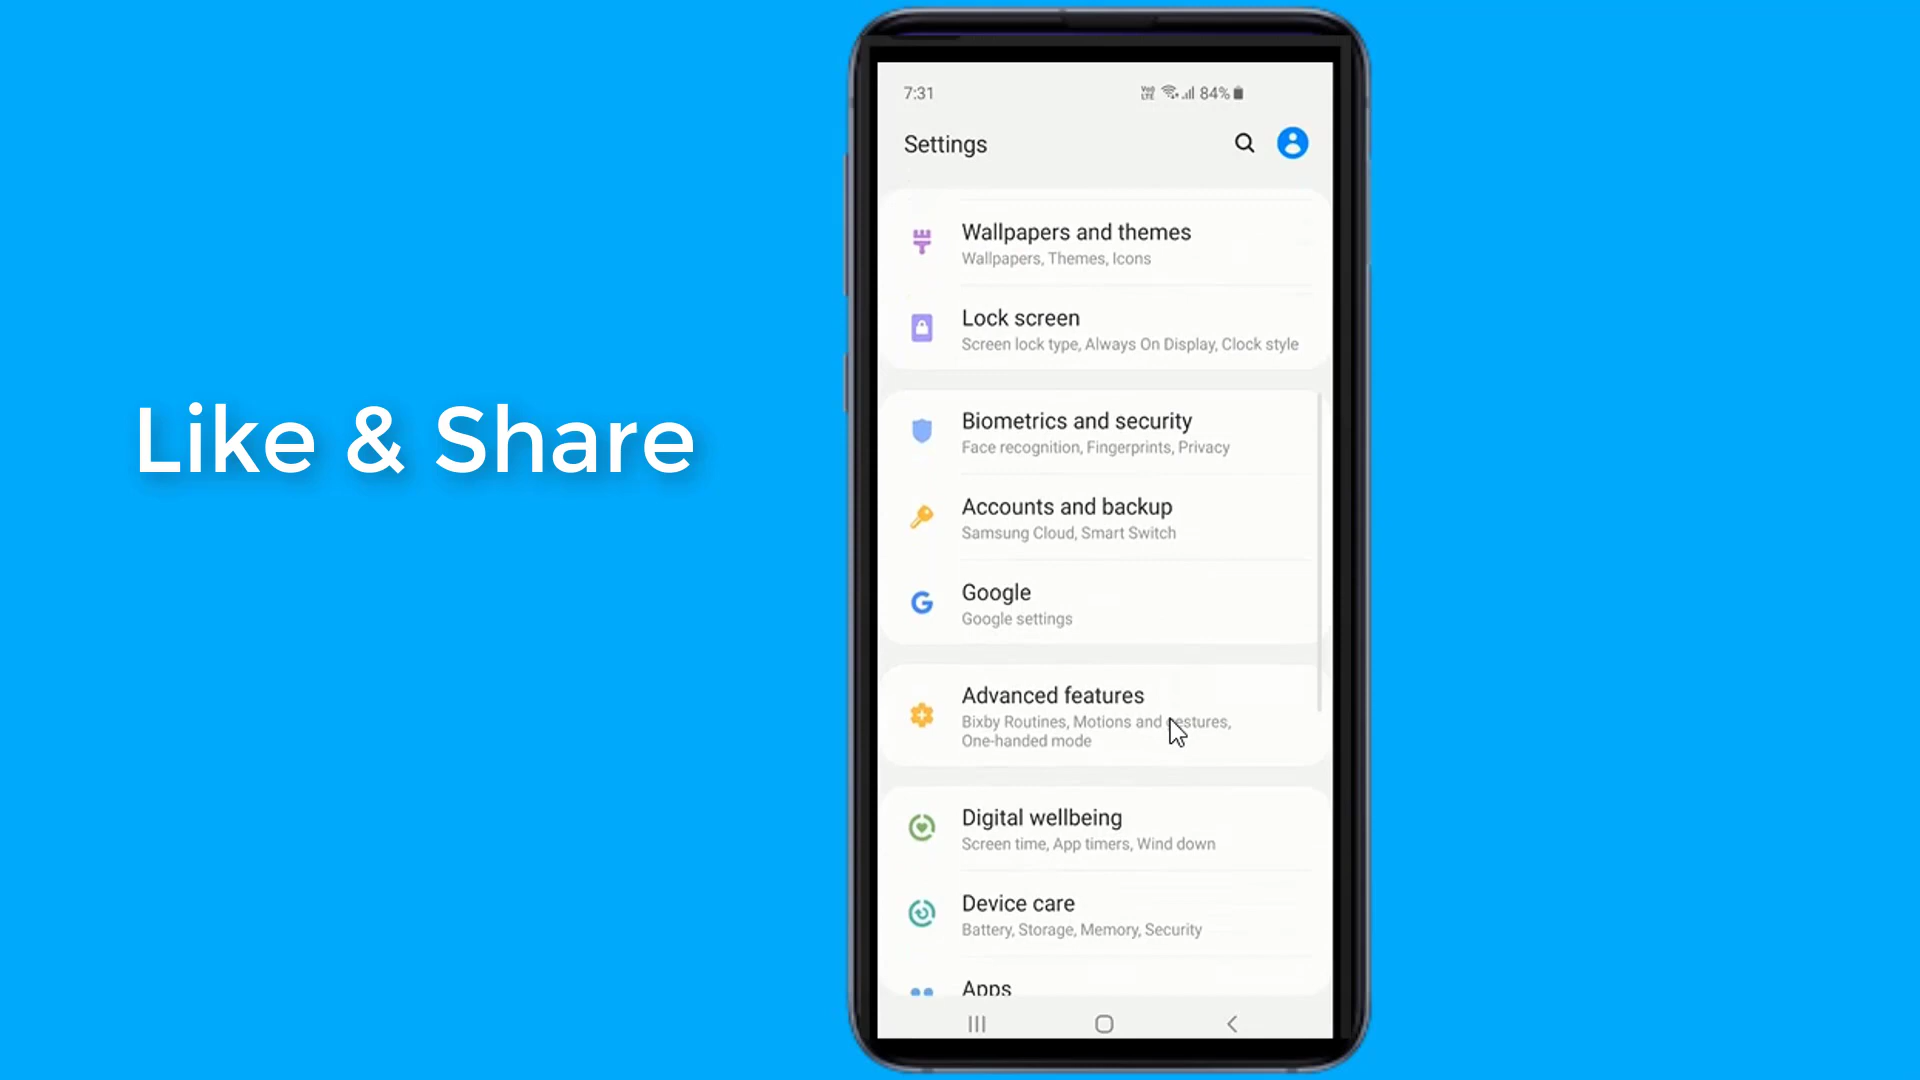 Like & Share
7:31
84%
Settings
Wallpapers and themes
Wallpapers, Themes, Icons
Lock screen
Screen lock type, Always On Display, Clock style
Biometrics and security
Face recognition, Fingerprints, Privacy
Accounts and backup
Samsung Cloud, Smart Switch
Google
Google settings
Advanced features
Bixby Routines, Motions and gestures,
One-handed mode
Digital wellbeing
Screen time, App timers, Wind down
Device care
Battery, Storage, Memory, Security
Apps